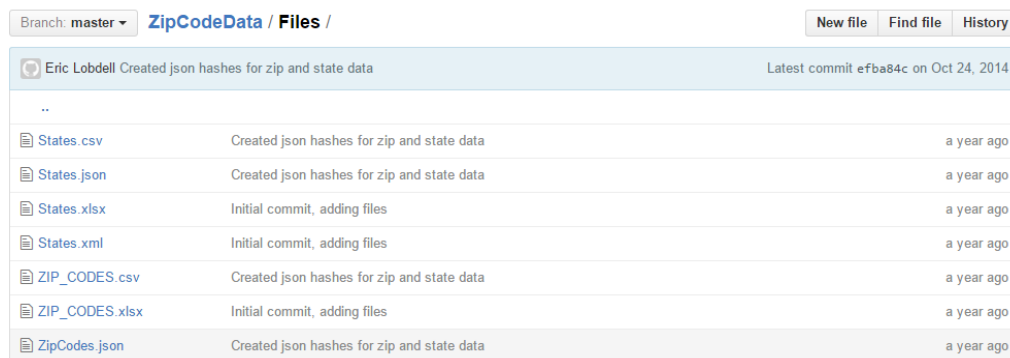 Branch: master ZipCodeData / Files / New file Find file History
Eric Lobdell Created json hashes for zip and state data Latest commit efba84c on Oct 24, 2014
..
States.csv Created json hashes for zip and state data a year ago
States.json Created json hashes for zip and state data a year ago
States.xlsx Initial commit, adding files a year ago
States.xml Initial commit, adding files a year ago
ZIP_CODES.csv Created json hashes for zip and state data a year ago
ZIP_CODES.xlsx Initial commit, adding files a year ago
ZipCodes.json Created json hashes for zip and state data a year ago